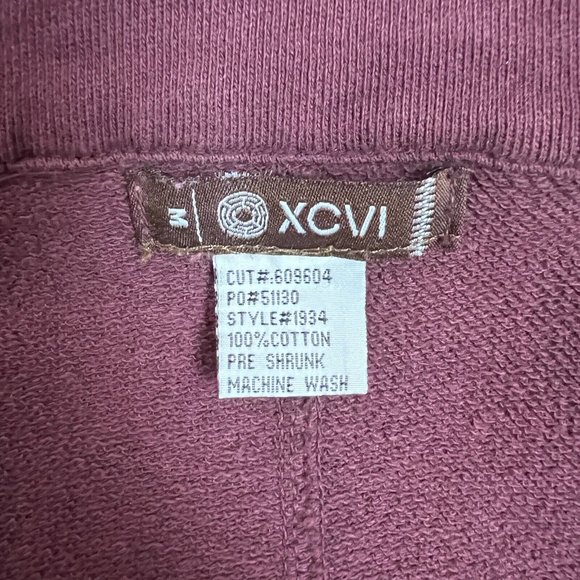 M XCVI
CUT#:609604
PO#51130
STYLE#1934
100%COTTON
PRE SHRUNK
MACHINE WASH